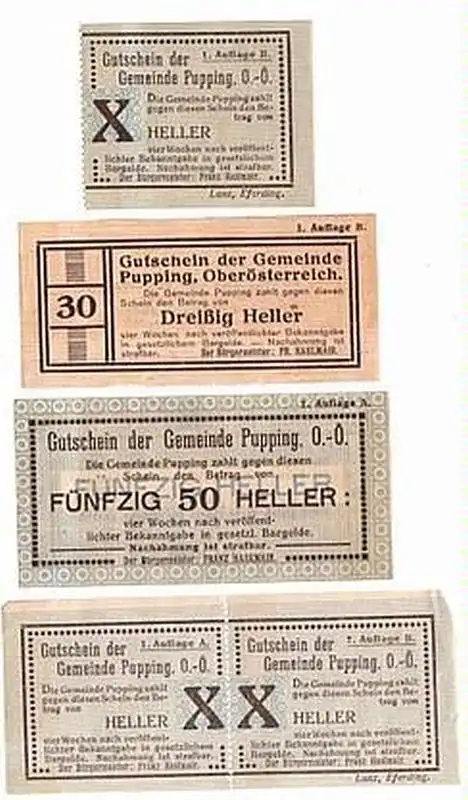 Gutschein der 1. Auflage B.
Gemeinde Pupping, O.-Ö.
Die Gemeinde Pupping zahlt
gegen diesen Schein den Be-
trag von
X HELLER
vier Wochen nach veröffent-
lichter Bekanntgabe in gesetzlichem
Bargelde. Nachahmung ist strafbar.
Der Bürgermeister: Franz Haslmair.
Lanz, Eferding.
1. Auflage B.
Gutschein der Gemeinde
Pupping, Oberösterreich.
Die Gemeinde Pupping zahlt gegen diesen
Schein den Betrag von
30
Dreißig Heller
vier Wochen nach veröffentlichter Bekanntgabe
in gesetzlichem Bargelde. — Nachahmung ist
strafbar. Der Bürgermeister: FR. HASLMAIR.
1. Auflage A.
Gutschein der Gemeinde Pupping, O.-Ö.
Die Gemeinde Pupping zahlt gegen diesen
Schein den Betrag von
FÜNFZIG HELLER
FÜNFZIG 50 HELLER:
vier Wochen nach veröffent-
lichter Bekanntgabe in gesetzl. Bargelde.
Nachahmung ist strafbar.
Der Bürgermeister: FRANZ HASLMAIR.
Gutschein der 1. Auflage A.
Gemeinde Pupping, O.-Ö.
Die Gemeinde Pupping zahlt
gegen diesen Schein den Be-
trag von
HELLER X
vier Wochen nach veröffent-
lichter Bekanntgabe in gesetzlichem
Bargelde. Nachahmung ist strafbar.
Der Bürgermeister: Franz Haslmair.
Gutschein der 1. Auflage B.
Gemeinde Pupping, O.-Ö.
Die Gemeinde Pupping zahlt
gegen diesen Schein den Be-
trag von
X HELLER
vier Wochen nach veröffent-
lichter Bekanntgabe in gesetzlichem
Bargelde. Nachahmung ist strafbar.
Der Bürgermeister: Franz Haslmair.
Lanz, Eferding.